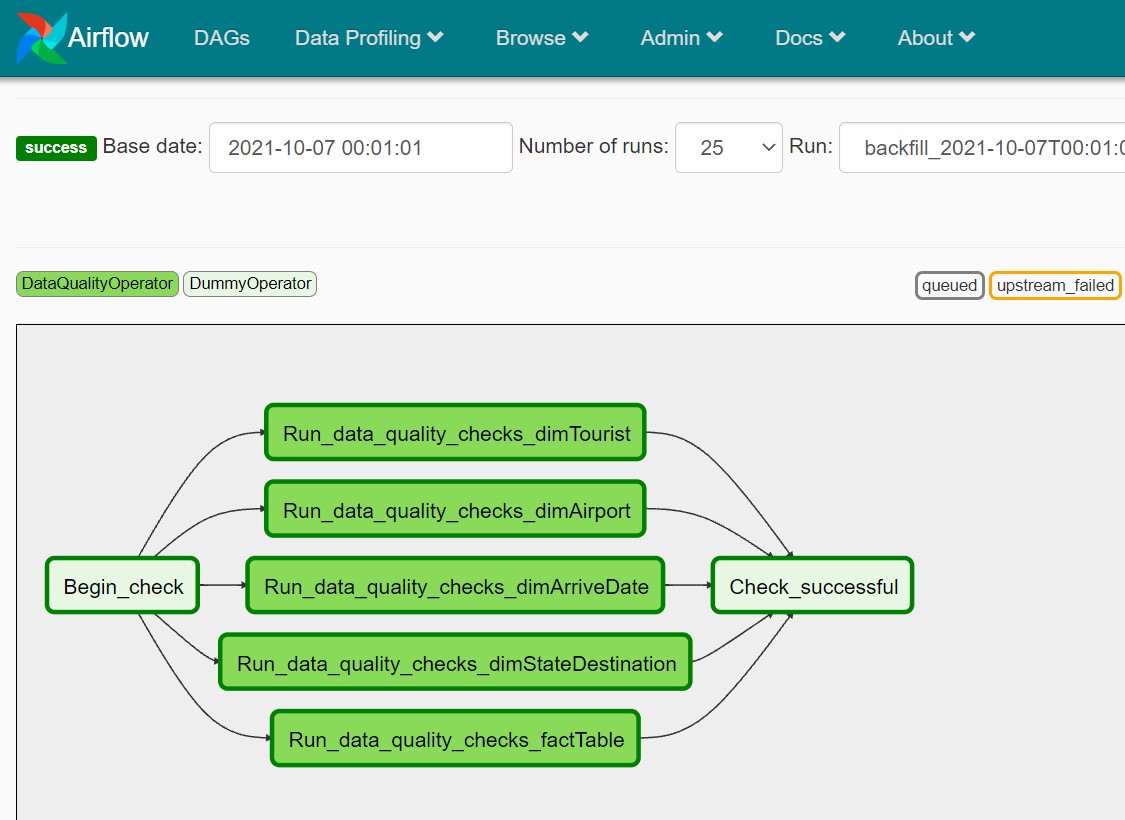 Airflow DAGs Data Profiling Browse Admin Docs About
success Base date: 2021-10-07 00:01:01 Number of runs: 25 Run: backfill_2021-10-07T00:01:0
DataQualityOperator DummyOperator queued upstream_failed
Run_data_quality_checks_dimTourist
Run_data_quality_checks_dimAirport
Begin_check Run_data_quality_checks_dimArriveDate Check_successful
Run_data_quality_checks_dimStateDestination
Run_data_quality_checks_factTable